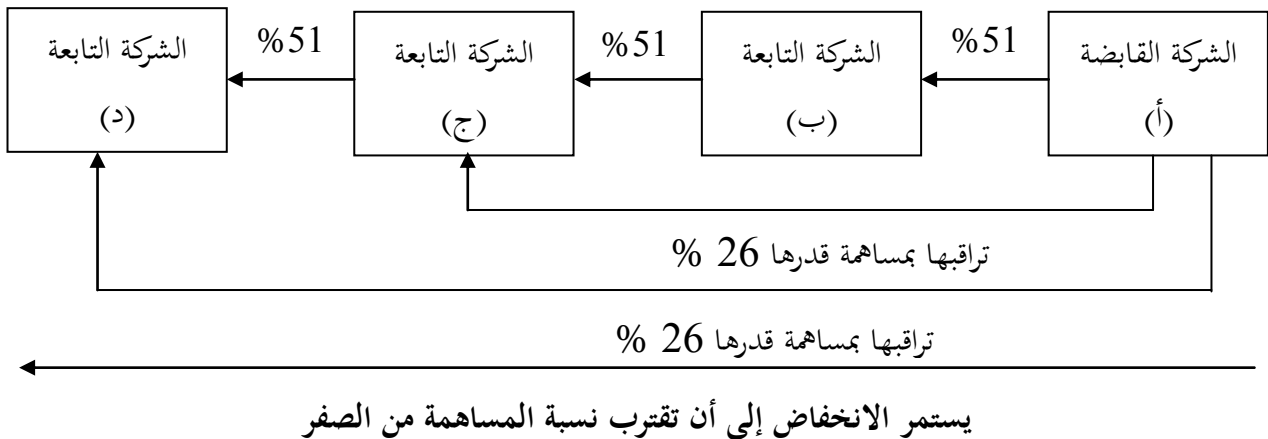 الشركة القابضة
(أ)
%51
الشركة التابعة
(ب)
%51
الشركة التابعة
(ج)
%51
الشركة التابعة
(د)
تراقبها بمساهمة قدرها 26 %
تراقبها بمساهمة قدرها 26 %
يستمر الانخفاض إلى أن تقترب نسبة المساهمة من الصفر